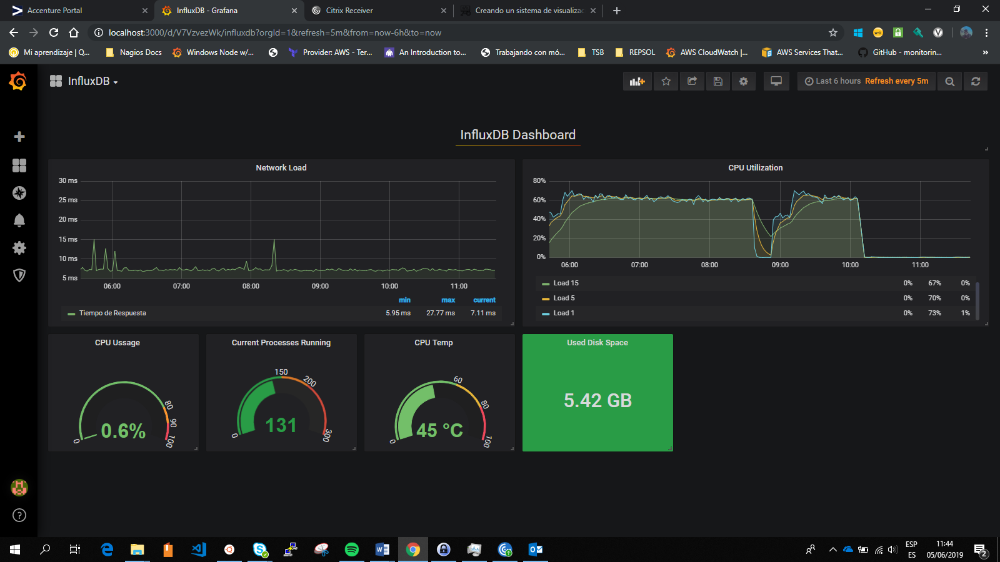 Accenture Portal
InfluxDB - Grafana
Citrix Receiver
Creando un sistema de visualizac
localhost:3000/d/V7VzvezWk/influxdb?orgId=1&refresh=5m&from=now-6h&to=now
Mi aprendizaje | Q...
Nagios Docs
Windows Node w/...
Provider: AWS - Ter...
An Introduction to...
Trabajando con mó...
TSB
REPSOL
AWS CloudWatch |...
AWS Services That...
GitHub - monitorin...
»
InfluxDB
Last 6 hours Refresh every 5m
InfluxDB Dashboard
Network Load
30 ms
25 ms
20 ms
15 ms
10 ms
5 ms
06:00 07:00 08:00 09:00 10:00 11:00
min max current
Tiempo de Respuesta 5.95 ms 27.77 ms 7.11 ms
CPU Utilization
80%
60%
40%
20%
0%
06:00 07:00 08:00 09:00 10:00 11:00
Load 15 0% 67% 0%
Load 5 0% 70% 0%
Load 1 0% 73% 1%
CPU Ussage
0 80 90 100
0.6%
Current Processes Running
0 150 200 300
131
CPU Temp
0 60 80 100
45 °C
Used Disk Space
5.42 GB
ESP
ES
11:44
05/06/2019
2